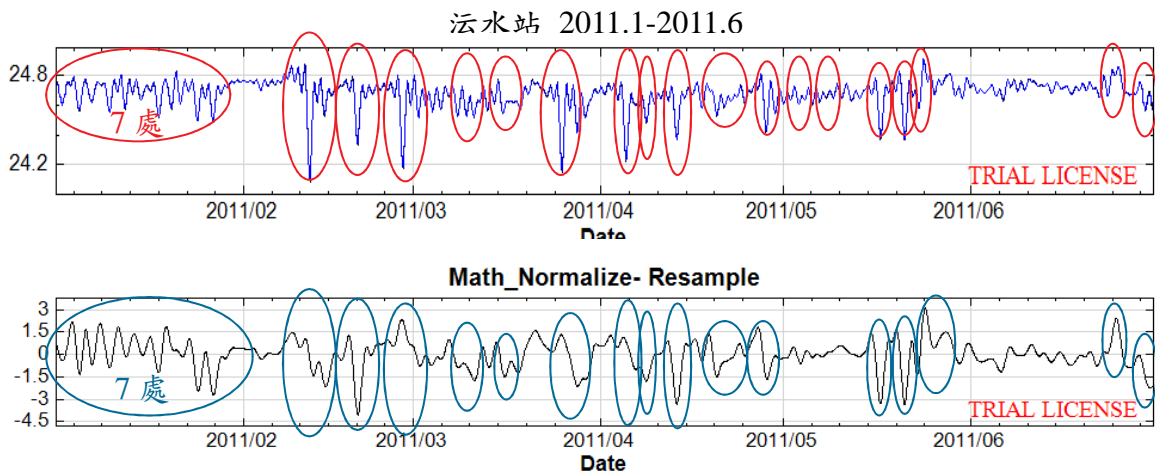 沄水站 2011.1-2011.6
24.8
24.2
7 處
TRIAL LICENSE
2011/02 2011/03 2011/04 2011/05 2011/06
Date
Math_Normalize- Resample
3
1.5
0
-1.5
-3
-4.5
7 處
TRIAL LICENSE
2011/02 2011/03 2011/04 2011/05 2011/06
Date